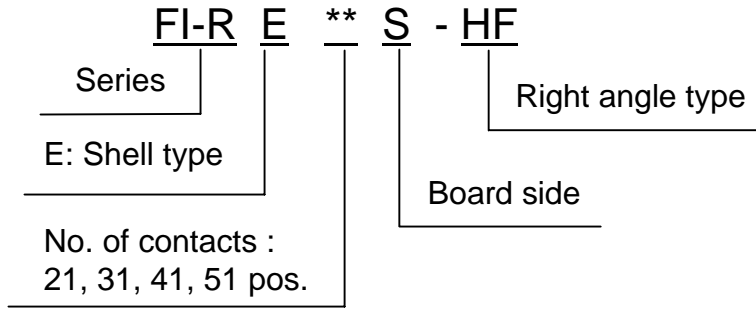 FI-R E ** S - HF
Series
Right angle type
E: Shell type
Board side
No. of contacts :
21, 31, 41, 51 pos.